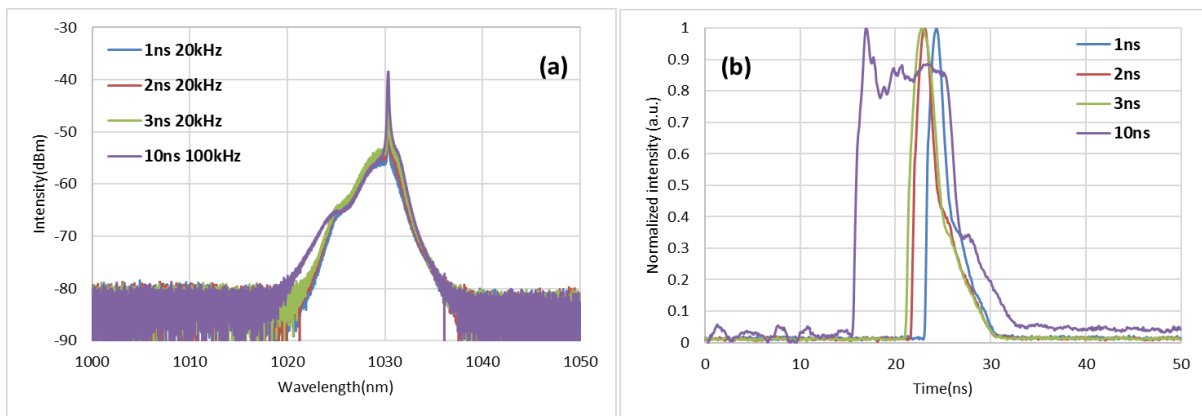 (a)
1ns 20kHz
2ns 20kHz
3ns 20kHz
10ns 100kHz
Intensity(dBm)
-30
-40
-50
-60
-70
-80
-90
1000 1010 1020 1030 1040 1050
Wavelength(nm)
(b)
1ns
2ns
3ns
10ns
Normalized intensity (a.u.)
1
0.9
0.8
0.7
0.6
0.5
0.4
0.3
0.2
0.1
0
0 10 20 30 40 50
Time(ns)